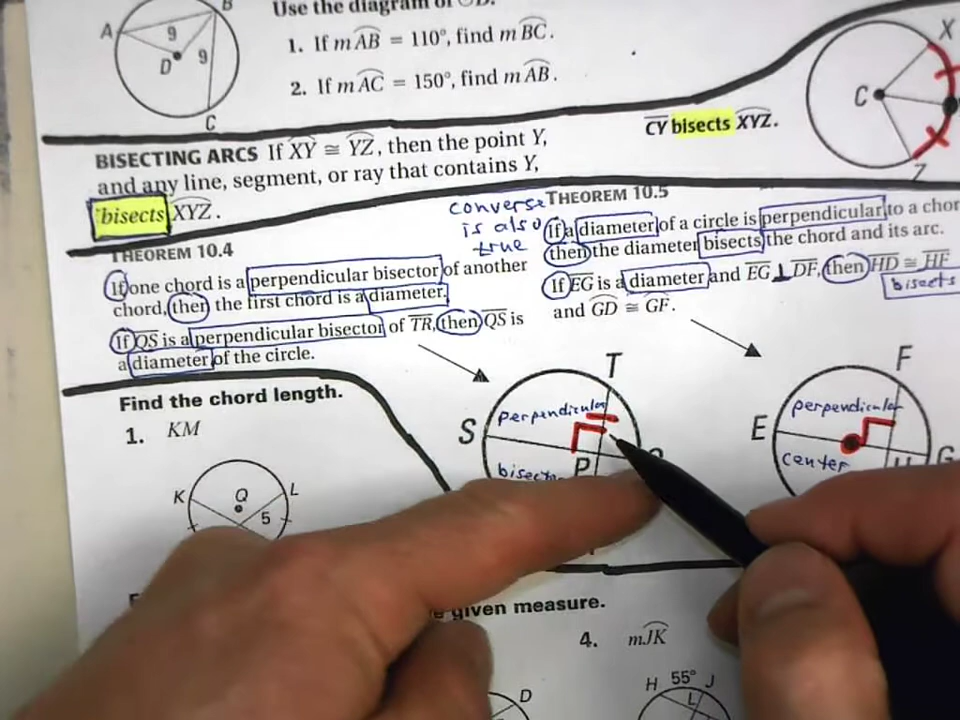 B
A
9
D
9
C
Use the diagram of ⊙D.
1. If mAB = 110°, find mBC.
2. If mAC = 150°, find mAB.
X
C
Z
CY bisects XYZ.
BISECTING ARCS If XY ≅ YZ, then the point Y,
and any line, segment, or ray that contains Y,
bisects XYZ.
converse
is also
true
THEOREM 10.4
If one chord is a perpendicular bisector of another
chord, then the first chord is a diameter.
If QS is a perpendicular bisector of TR, then QS is
a diameter of the circle.
THEOREM 10.5
If a diameter of a circle is perpendicular to a chor
then the diameter bisects the chord and its arc.
If EG is a diameter and EG ⊥ DF, then HD ≅ HF
bisects
and GD ≅ GF.
T
S
perpendicular
P
F
E
perpendicular
center
H
G
Find the chord length.
1. KM
K
Q
L
5
given measure.
4. mJK
D
H 55° J
L